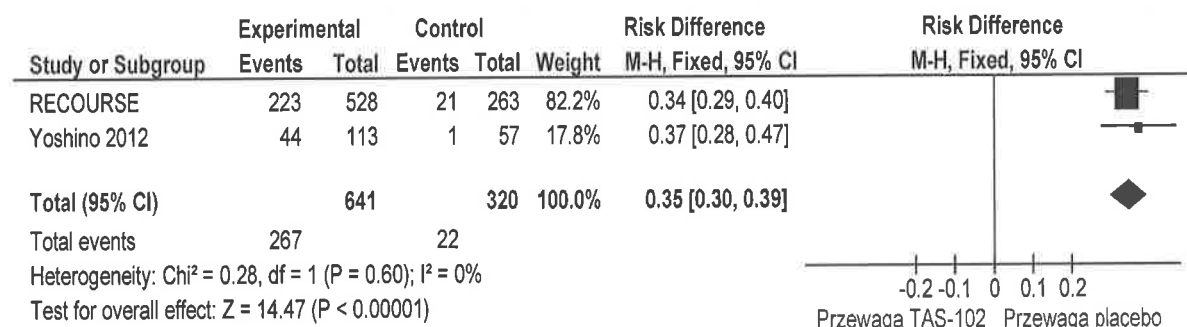 Experimental Control Risk Difference Risk Difference
Study or Subgroup Events Total Events Total Weight M-H, Fixed, 95% CI M-H, Fixed, 95% CI
RECOURSE 223 528 21 263 82.2% 0.34 [0.29, 0.40]
Yoshino 2012 44 113 1 57 17.8% 0.37 [0.28, 0.47]
Total (95% CI) 641 320 100.0% 0.35 [0.30, 0.39]
Total events 267 22
Heterogeneity: Chi² = 0.28, df = 1 (P = 0.60); I² = 0%
Test for overall effect: Z = 14.47 (P < 0.00001)
-0.2 -0.1 0 0.1 0.2
Przewaga TAS-102 Przewaga placebo